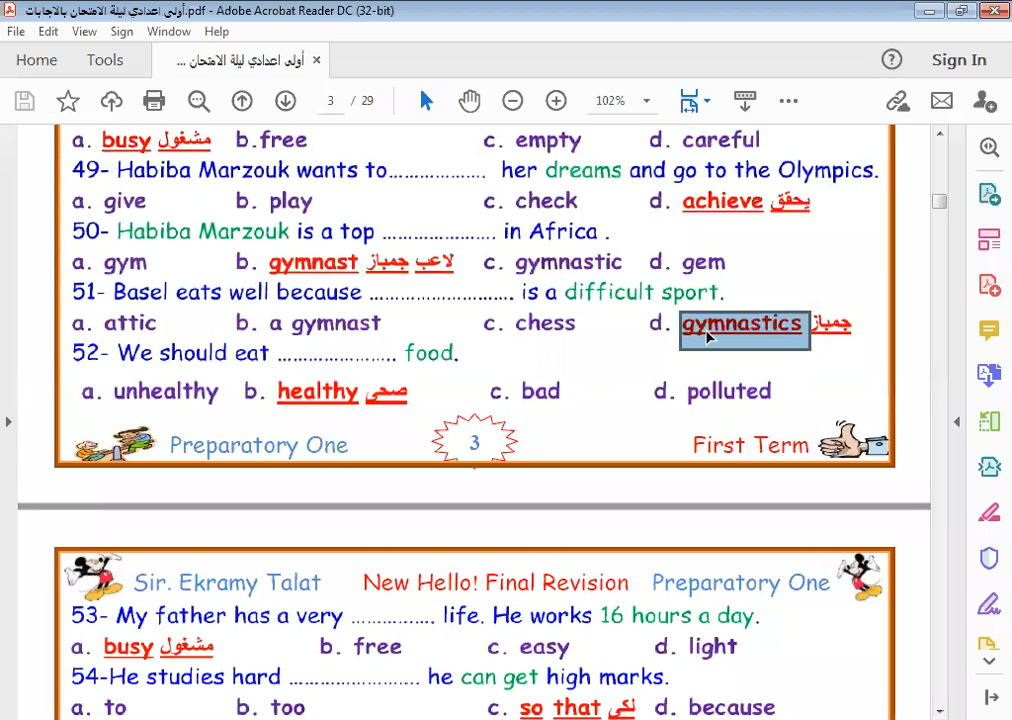 أولى اعدادي ليلة الامتحان بالاجابات.pdf - Adobe Acrobat Reader DC (32-bit)
File Edit View Sign Window Help
Home Tools أولى اعدادي ليلة الامتحان ... × Sign In
3 / 29 102%
a. busy مشغول b.free c. empty d. careful
49- Habiba Marzouk wants to.................. her dreams and go to the Olympics.
a. give b. play c. check d. achieve يحقق
50- Habiba Marzouk is a top ..................... in Africa .
a. gym b. gymnast لاعب جمباز c. gymnastic d. gem
51- Basel eats well because ........................... is a difficult sport.
a. attic b. a gymnast c. chess d. gymnastics جمباز
52- We should eat ...................... food.
a. unhealthy b. healthy صحى c. bad d. polluted
Preparatory One 3 First Term
Sir. Ekramy Talat New Hello! Final Revision Preparatory One
53- My father has a very ............... life. He works 16 hours a day.
a. busy مشغول b. free c. easy d. light
54-He studies hard ........................ he can get high marks.
a. to b. too c. so that لكى d. because